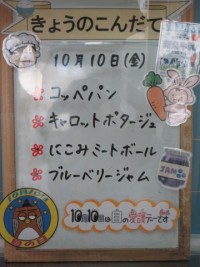 きょうのこんだて
10月10日(金)
コッペパン
キャロットポタージュ
にこみミートボール
ブルーベリージャム
JAM
10月10日は目の愛護デーです